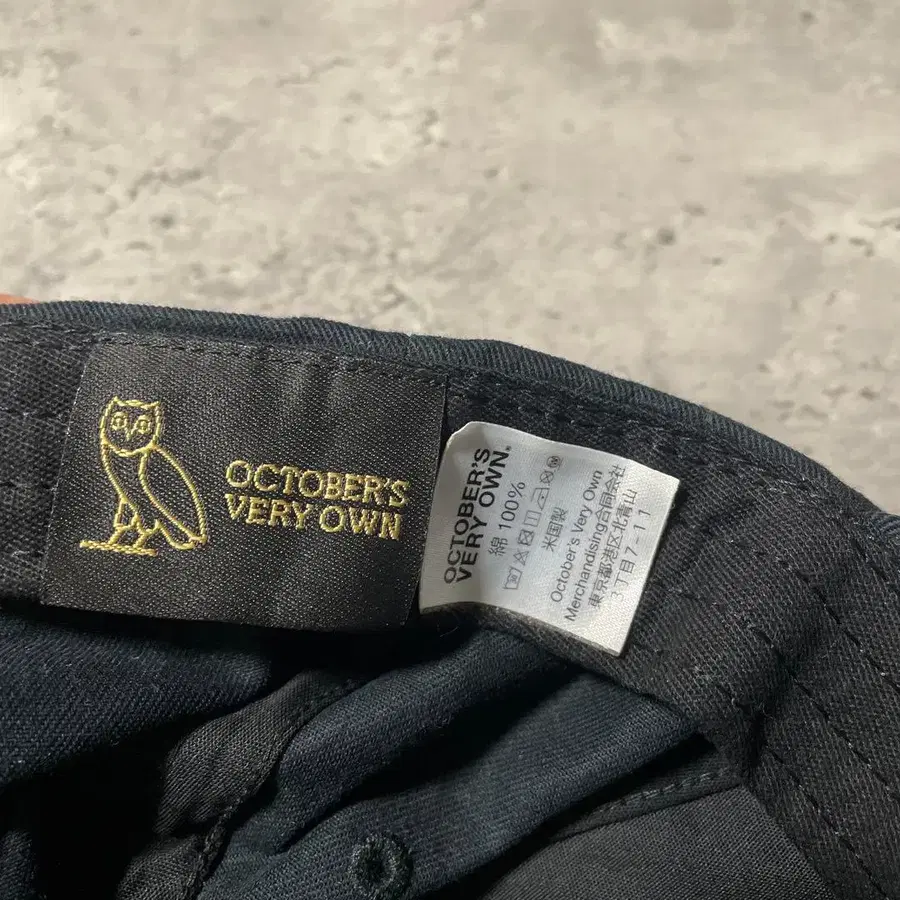 OCTOBER'S
VERY OWN
OCTOBER'S
VERY OWN.
綿 100%
米国製
October's Very Own
Merchandising合同会社
東京都港区北青山
3丁目7-11